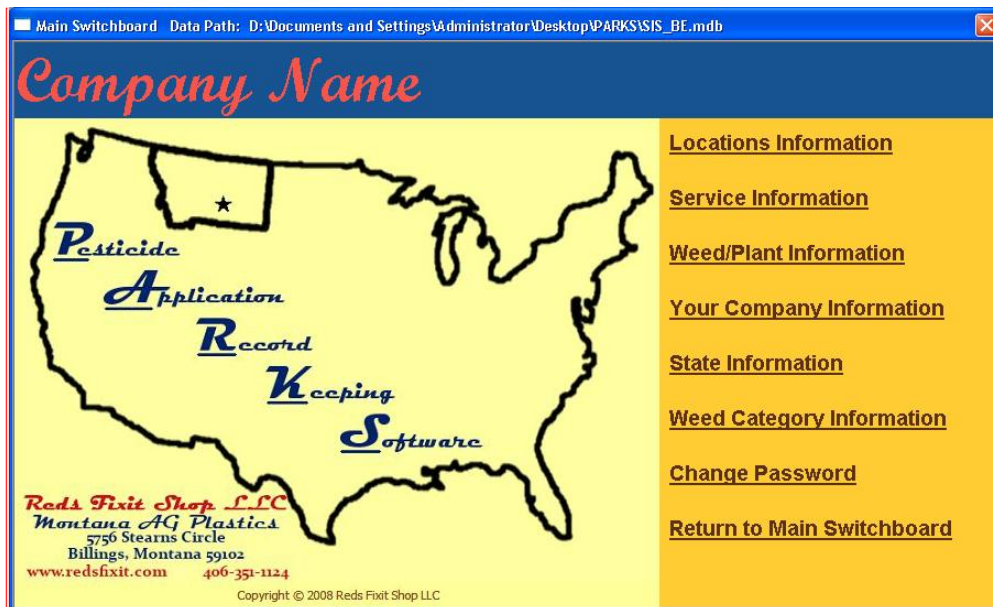 Main Switchboard Data Path: D:\Documents and Settings\Administrator\Desktop\PARKS\SIS_BE.mdb
Company Name
Pesticide
Application
Record
Keeping
Software
Reds Fixit Shop LLC
Montana AG Plastics
5756 Stearns Circle
Billings, Montana 59102
www.redsfixit.com 406-351-1124
Copyright © 2008 Reds Fixit Shop LLC
Locations Information
Service Information
Weed/Plant Information
Your Company Information
State Information
Weed Category Information
Change Password
Return to Main Switchboard